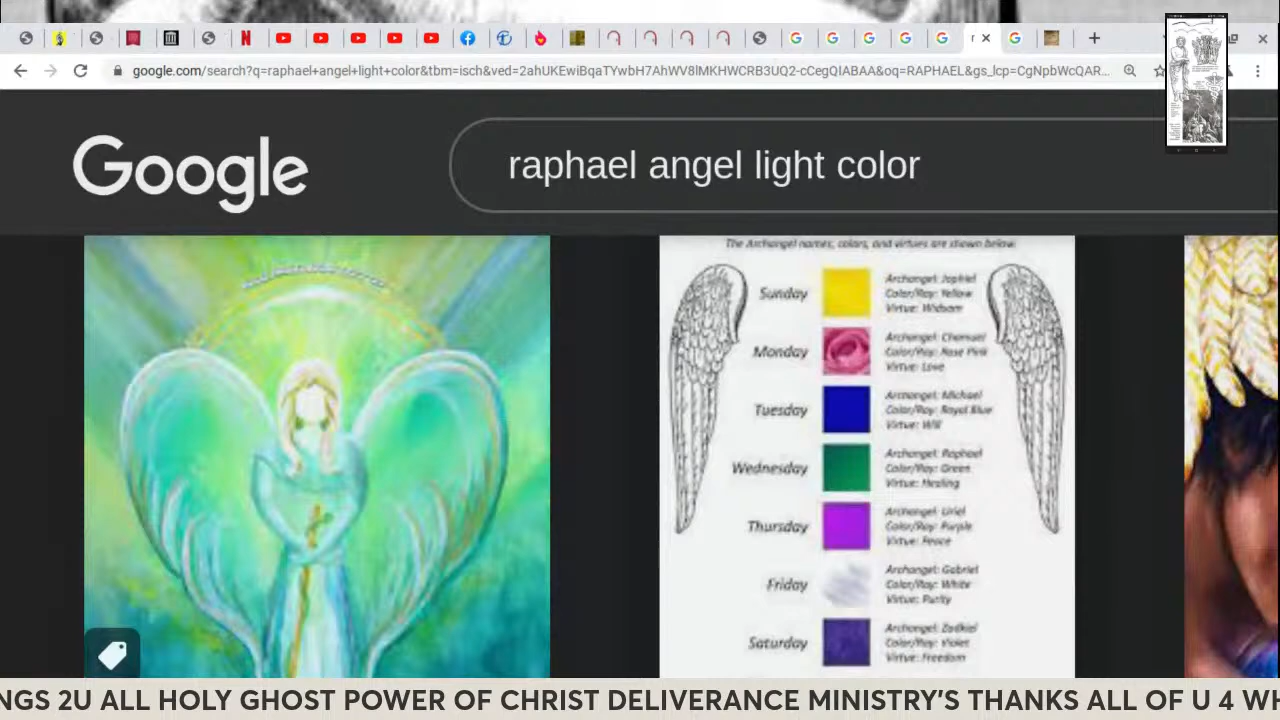 google.com/search?q=raphael+angel+light+color&tbm=isch&ved=2ahUKEwiBqaTYwbH7AhWV8lMKHWCRB3UQ2-cCegQIABAA&oq=RAPHAEL&gs_lcp=CgNpbWcQAR...
Google
raphael angel light color
The Archangel names, colors, and virtues are shown below.
Sunday
Archangel: Jophiel
Color/Ray: Yellow
Virtue: Widsom
Monday
Archangel: Chamuel
Color/Ray: Rose Pink
Virtue: Love
Tuesday
Archangel: Michael
Color/Ray: Royal Blue
Virtue: Will
Wednesday
Archangel: Raphael
Color/Ray: Green
Virtue: Healing
Thursday
Archangel: Uriel
Color/Ray: Purple
Virtue: Peace
Friday
Archangel: Gabriel
Color/Ray: White
Virtue: Purity
Saturday
Archangel: Zadkiel
Color/Ray: Violet
Virtue: Freedom
NGS 2U ALL HOLY GHOST POWER OF CHRIST DELIVERANCE MINISTRY'S THANKS ALL OF U 4 WI